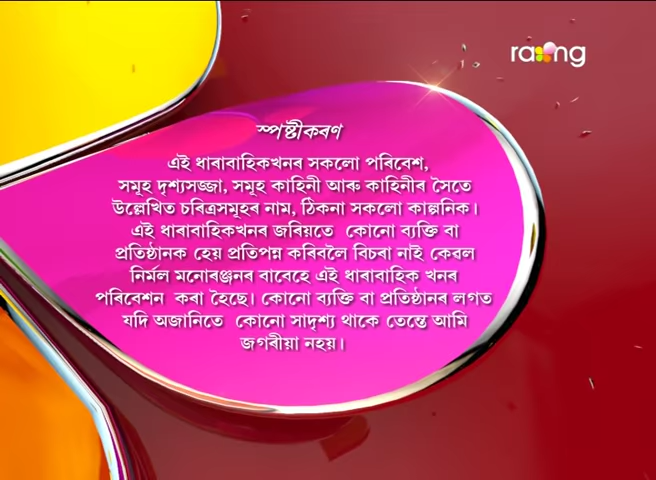 rang
স্পষ্টীকৰণ
এই ধাৰাবাহিকখনৰ সকলো পৰিবেশ,
সমূহ দৃশ্যসজ্জা, সমূহ কাহিনী আৰু কাহিনীৰ সৈতে
উল্লেখিত চৰিত্ৰসমূহৰ নাম, ঠিকনা সকলো কাল্পনিক।
এই ধাৰাবাহিকখনৰ জৰিয়তে কোনো ব্যক্তি বা
প্ৰতিষ্ঠানক হেয় প্ৰতিপন্ন কৰিবলৈ বিচৰা নাই কেৱল
নিৰ্মল মনোৰঞ্জনৰ বাবেহে এই ধাৰাবাহিক খনৰ
পৰিবেশন কৰা হৈছে। কোনো ব্যক্তি বা প্ৰতিষ্ঠানৰ লগত
যদি অজানিতে কোনো সাদৃশ্য থাকে তেন্তে আমি
জগৰীয়া নহয়।